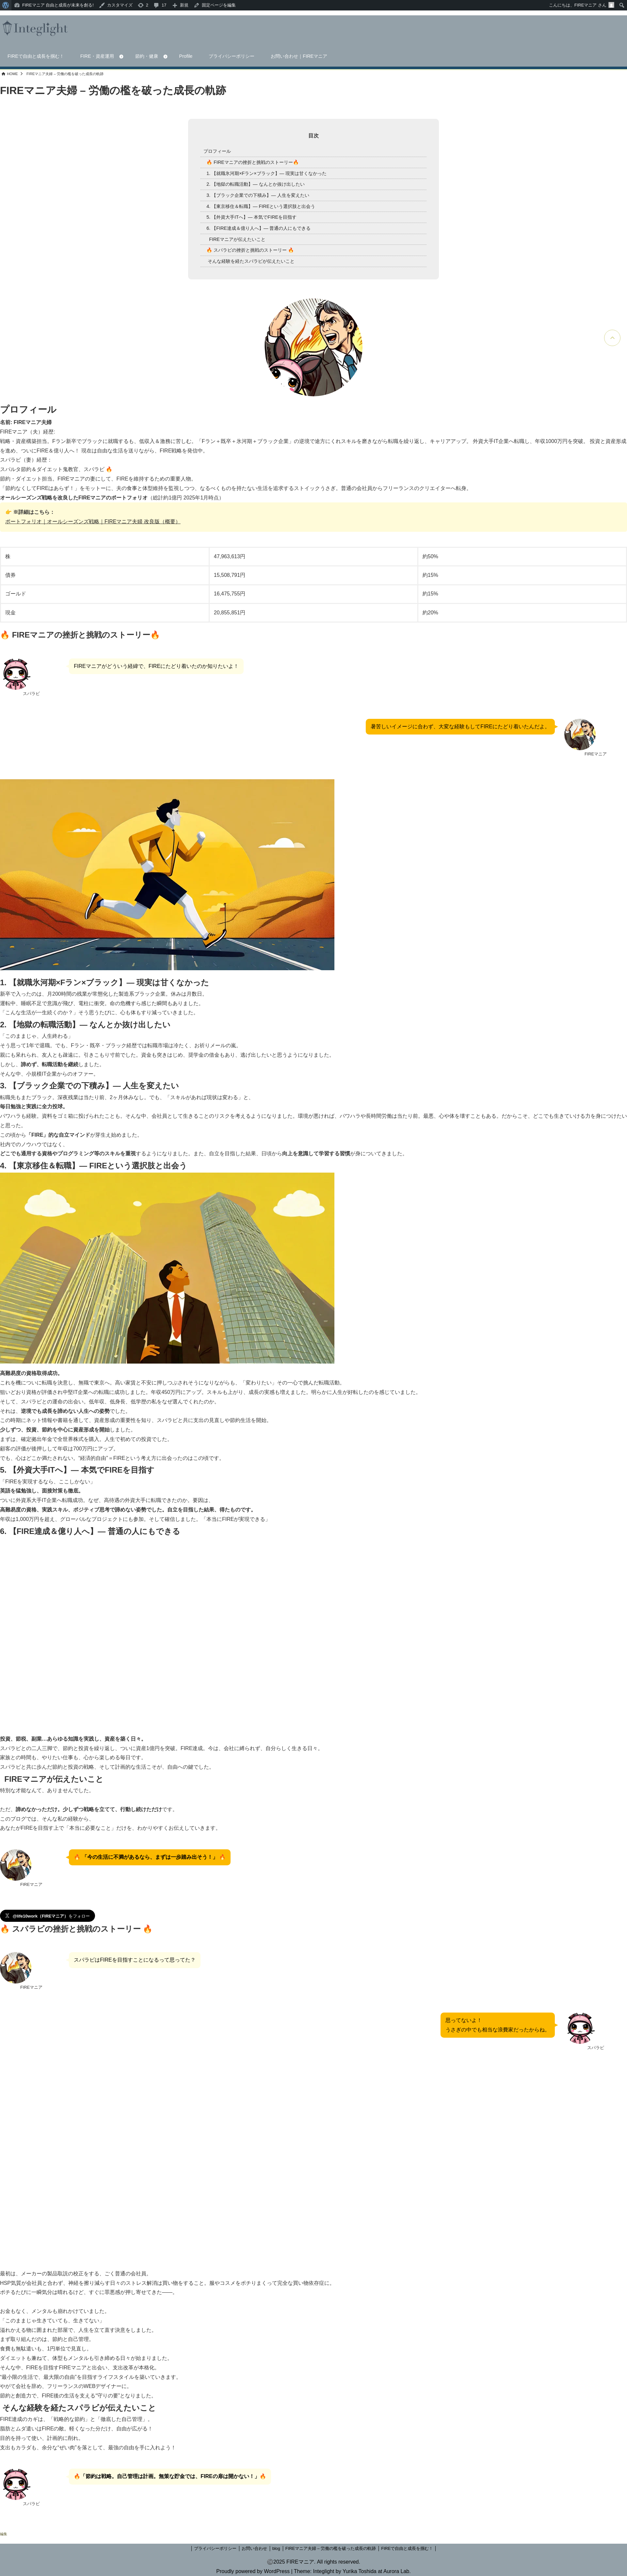 FIREマニア 自由と成長が未来を創る!
カスタマイズ
2
17
新規
固定ページを編集
こんにちは、FIREマニア さん
Integlight
FIREで自由と成長を掴む！
FIRE・資産運用
節約・健康
Profile
プライバシーポリシー
お問い合わせ｜FIREマニア
HOME
FIREマニア夫婦 – 労働の檻を破った成長の軌跡
FIREマニア夫婦 – 労働の檻を破った成長の軌跡
目次
プロフィール
🔥 FIREマニアの挫折と挑戦のストーリー🔥
1. 【就職氷河期×Fラン×ブラック】― 現実は甘くなかった
2. 【地獄の転職活動】― なんとか抜け出したい
3. 【ブラック企業での下積み】― 人生を変えたい
4. 【東京移住＆転職】― FIREという選択肢と出会う
5. 【外資大手ITへ】― 本気でFIREを目指す
6. 【FIRE達成＆億り人へ】― 普通の人にもできる
FIREマニアが伝えたいこと
🔥 スパラビの挫折と挑戦のストーリー 🔥
そんな経験を経たスパラビが伝えたいこと
プロフィール
名前: FIREマニア夫婦
FIREマニア（夫）経歴：
戦略・資産構築担当。Fラン新卒でブラックに就職するも、低収入＆激務に苦しむ。「Fラン＋既卒＋氷河期＋ブラック企業」の逆境で途方にくれスキルを磨きながら転職を繰り返し、キャリアアップ。 外資大手IT企業へ転職し、年収1000万円を突破。 投資と資産形成を進め、ついにFIRE＆億り人へ！ 現在は自由な生活を送りながら、FIRE戦略を発信中。
スパラビ（妻）経歴：
スパルタ節約＆ダイエット鬼教官、スパラビ 🔥
節約・ダイエット担当。FIREマニアの妻にして、FIREを維持するための重要人物。
「節約なくしてFIREはあらず！」をモットーに、夫の食事と体型維持を監視しつつ、なるべくものを持たない生活を追求するストイックうさぎ。普通の会社員からフリーランスのクリエイターへ転身。
オールシーズンズ戦略を改良したFIREマニアのポートフォリオ（総計約1億円 2025年1月時点）
👉 ※詳細はこちら：
ポートフォリオ｜オールシーズンズ戦略｜FIREマニア夫婦 改良版（概要）
株 47,963,613円 約50%
債券 15,508,791円 約15%
ゴールド 16,475,755円 約15%
現金 20,855,851円 約20%
🔥 FIREマニアの挫折と挑戦のストーリー🔥
FIREマニアがどういう経緯で、FIREにたどり着いたのか知りたいよ！
スパラビ
暑苦しいイメージに合わず、大変な経験もしてFIREにたどり着いたんだよ。
FIREマニア
1. 【就職氷河期×Fラン×ブラック】― 現実は甘くなかった
新卒で入ったのは、月200時間の残業が常態化した製造系ブラック企業。休みは月数日。
運転中、睡眠不足で意識が飛び、電柱に衝突。命の危機すら感じた瞬間もありました。
「こんな生活が一生続くのか？」そう思うたびに、心も体もすり減っていきました。
2. 【地獄の転職活動】― なんとか抜け出したい
「このままじゃ、人生終わる」
そう思って1年で退職。でも、Fラン・既卒・ブラック経歴では転職市場は冷たく、お祈りメールの嵐。
親にも呆れられ、友人とも疎遠に。引きこもり寸前でした。資金も突きはじめ、奨学金の借金もあり、逃げ出したいと思うようになりました。
しかし、諦めず、転職活動を継続しました。
そんな中、小規模IT企業からのオファー。
3. 【ブラック企業での下積み】― 人生を変えたい
転職先もまたブラック。深夜残業は当たり前、2ヶ月休みなし。でも、「スキルがあれば現状は変わる」と、
毎日勉強と実践に全力投球。
パワハラも経験、資料をゴミ箱に投げられたことも。そんな中、会社員として生きることのリスクを考えるようになりました。環境が悪ければ、パワハラや長時間労働は当たり前、最悪、心や体を壊すこともある。だからこそ、どこでも生きていける力を身につけたいと思った。
この頃から「FIRE」的な自立マインドが芽生え始めました。
社内でのノウハウではなく、
どこでも通用する資格やプログラミング等のスキルを重視するようになりました。また、自立を目指した結果、日頃から向上を意識して学習する習慣が身についてきました。
4. 【東京移住＆転職】― FIREという選択肢と出会う
高難易度の資格取得成功。
これを機についに転職を決意し、無職で東京へ。高い家賃と不安に押しつぶされそうになりながらも、「変わりたい」その一心で挑んだ転職活動。
狙いどおり資格が評価され中堅IT企業への転職に成功しました。年収450万円にアップ。スキルも上がり、成長の実感も増えました。明らかに人生が好転したのを感じていました。
そして、スパラビとの運命の出会い。低年収、低身長、低学歴の私をなぜ選んでくれたのか。
それは、逆境でも成長を諦めない人生への姿勢でした。
この時期にネット情報や書籍を通して、資産形成の重要性を知り、スパラビと共に支出の見直しや節約生活を開始。
少しずつ、投資、節約を中心に資産形成を開始しました。
まずは、確定拠出年金で全世界株式を購入。人生で初めての投資でした。
顧客の評価が後押しして年収は700万円にアップ。
でも、心はどこか満たされない。"経済的自由"＝FIREという考え方に出会ったのはこの頃です。
5. 【外資大手ITへ】― 本気でFIREを目指す
「FIREを実現するなら、ここしかない」
英語を猛勉強し、面接対策も徹底。
ついに外資系大手IT企業へ転職成功。なぜ、高待遇の外資大手に転職できたのか、要因は、
高難易度の資格、実践スキル、ポジティブ思考で諦めない姿勢でした。自立を目指した結果、得たものです。
年収は1,000万円を超え、グローバルなプロジェクトにも参加。そして確信しました。「本当にFIREが実現できる」
6. 【FIRE達成＆億り人へ】― 普通の人にもできる
投資、節税、副業…あらゆる知識を実践し、資産を築く日々。
スパラビとの二人三脚で、節約と投資を繰り返し、ついに資産1億円を突破。FIRE達成。今は、会社に縛られず、自分らしく生きる日々。
家族との時間も、やりたい仕事も、心から楽しめる毎日です。
スパラビと共に歩んだ節約と投資の戦略、そして計画的な生活こそが、自由への鍵でした。
FIREマニアが伝えたいこと
特別な才能なんて、ありませんでした。
ただ、諦めなかっただけ。少しずつ戦略を立てて、行動し続けただけです。
このブログでは、そんな私の経験から、
あなたがFIREを目指す上で「本当に必要なこと」だけを、わかりやすくお伝えしていきます。
🔥 「今の生活に不満があるなら、まずは一歩踏み出そう！」 🔥
FIREマニア
@life10work（FIREマニア）をフォロー
🔥 スパラビの挫折と挑戦のストーリー 🔥
スパラビはFIREを目指すことになるって思ってた？
FIREマニア
思ってないよ！
うさぎの中でも相当な浪費家だったからね。
スパラビ
最初は、メーカーの製品取説の校正をする、ごく普通の会社員。
HSP気質が会社員と合わず、神経を擦り減らす日々のストレス解消は買い物をすること。服やコスメをポチりまくって完全な買い物依存症に。
ポチるたびに一瞬気分は晴れるけど、すぐに罪悪感が押し寄せてきた——。
お金もなく、メンタルも崩れかけていました。
「このままじゃ生きていても、生きてない」
溢れかえる物に囲まれた部屋で、人生を立て直す決意をしました。
まず取り組んだのは、節約と自己管理。
食費も無駄遣いも、1円単位で見直し。
ダイエットも兼ねて、体型もメンタルも引き締める日々が始まりました。
そんな中、FIREを目指すFIREマニアと出会い、支出改革が本格化。
"最小限の生活で、最大限の自由"を目指すライフスタイルを築いていきます。
やがて会社を辞め、フリーランスのWEBデザイナーに。
節約と創造力で、FIRE後の生活を支える"守りの要"となりました。
そんな経験を経たスパラビが伝えたいこと
FIRE達成のカギは、「戦略的な節約」と「徹底した自己管理」。
脂肪とムダ遣いはFIREの敵。軽くなった分だけ、自由が広がる！
目的を持って使い、計画的に削れ。
支出もカラダも、余分な"ぜい肉"を落として、最強の自由を手に入れよう！
🔥「節約は戦略。自己管理は計画。無策な貯金では、FIREの扉は開かない！」🔥
スパラビ
編集
プライバシーポリシー
お問い合わせ
blog
FIREマニア夫婦 – 労働の檻を破った成長の軌跡
FIREで自由と成長を掴む！
Ⓒ2025 FIREマニア. All rights reserved.
Proudly powered by WordPress | Theme: Integlight by Yurika Toshida at Aurora Lab.